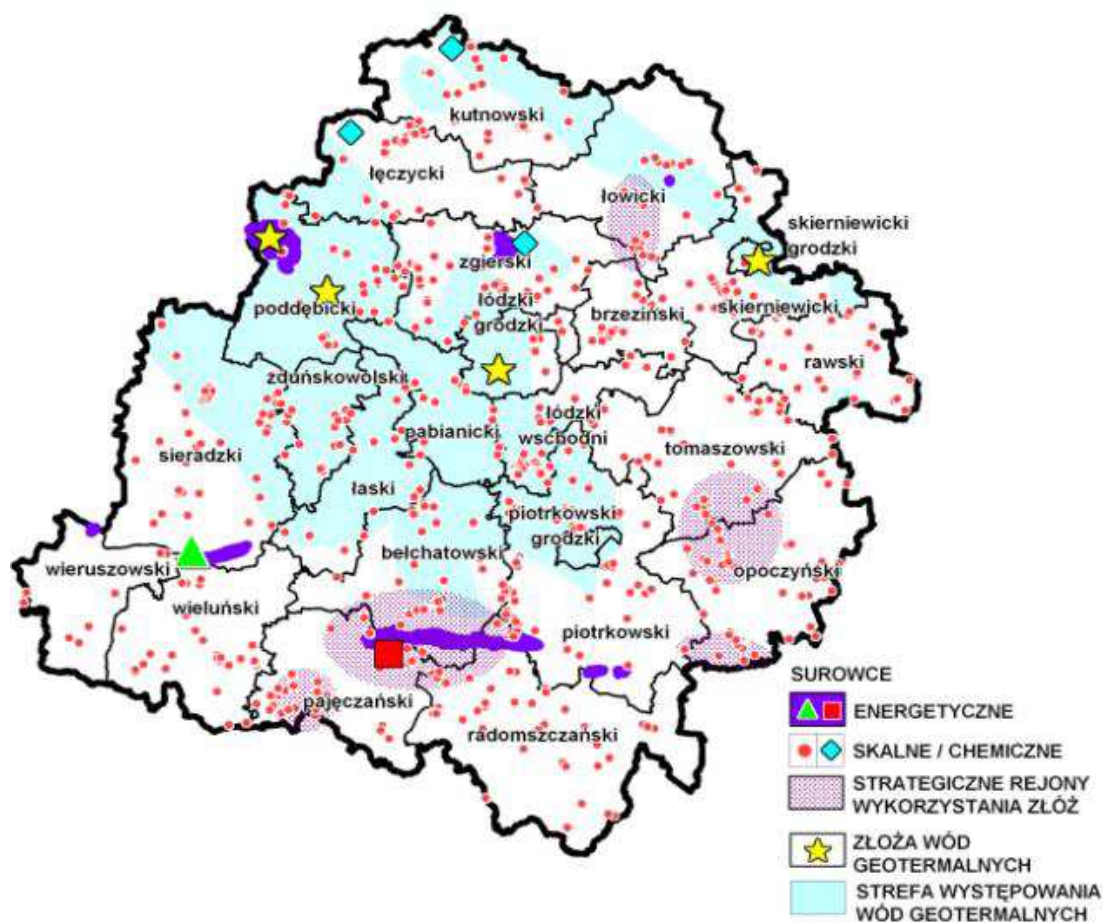 kutnowski
łęczycki
łowicki
skierniewicki
grodzki
zgierski
poddębicki
łódzki
grodzki
brzeziński
skierniewicki
rawski
zduńskowolski
łódzki
wschodni
pabianicki
sieradzki
tomaszowski
łaski
piotrkowski
grodzki
bełchatowski
opoczyński
wieruszowski
wieluński
piotrkowski
pajęczański
radomszczański
SUROWCE
ENERGETYCZNE
SKALNE / CHEMICZNE
STRATEGICZNE REJONY
WYKORZYSTANIA ZŁÓŻ
ZŁOŻA WÓD
GEOTERMALNYCH
STREFA WYSTĘPOWANIA
WÓD GEOTERMALNYCH